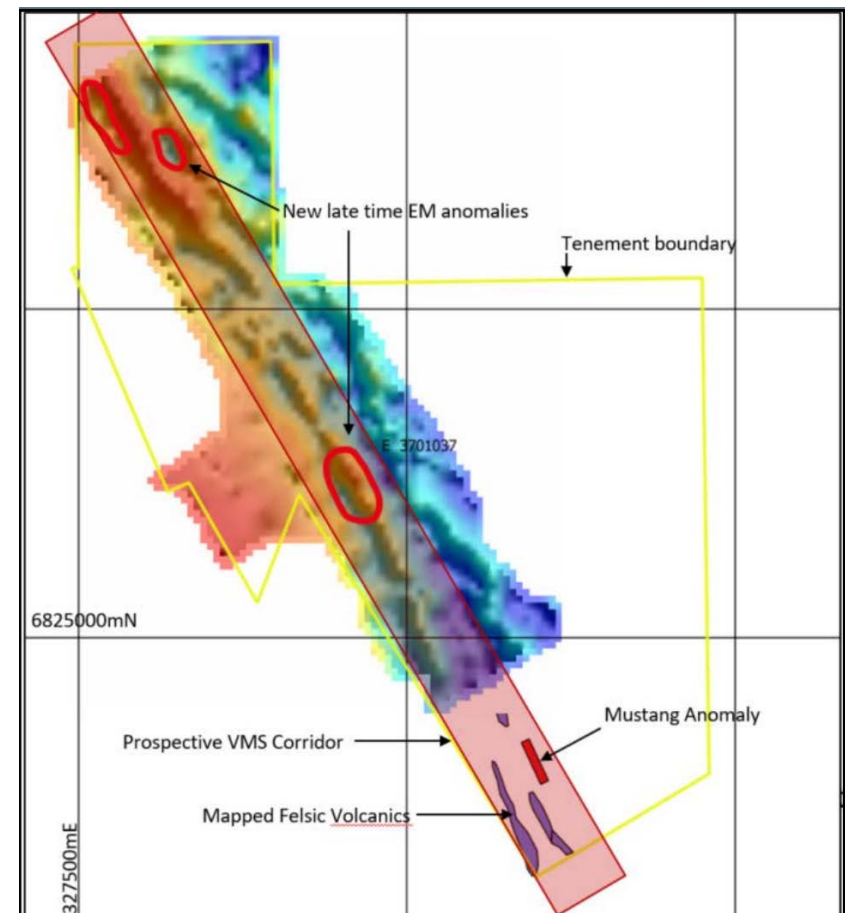 New late time EM anomalies
Tenement boundary
E 3701037
6825000mN
Mustang Anomaly
Prospective VMS Corridor
Mapped Felsic Volcanics
327500mE